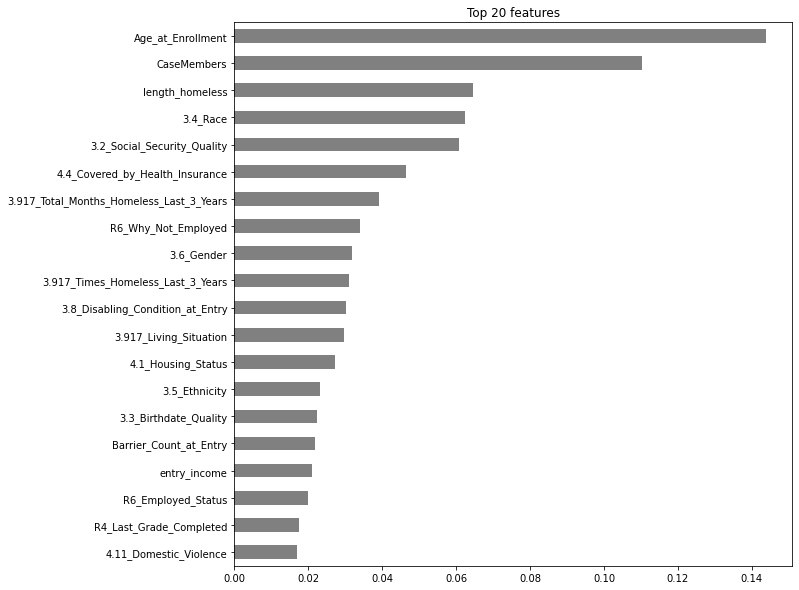 Top 20 features
Age_at_Enrollment
CaseMembers
length_homeless
3.4_Race
3.2_Social_Security_Quality
4.4_Covered_by_Health_Insurance
3.917_Total_Months_Homeless_Last_3_Years
R6_Why_Not_Employed
3.6_Gender
3.917_Times_Homeless_Last_3_Years
3.8_Disabling_Condition_at_Entry
3.917_Living_Situation
4.1_Housing_Status
3.5_Ethnicity
3.3_Birthdate_Quality
Barrier_Count_at_Entry
entry_income
R6_Employed_Status
R4_Last_Grade_Completed
4.11_Domestic_Violence
0.00 0.02 0.04 0.06 0.08 0.10 0.12 0.14